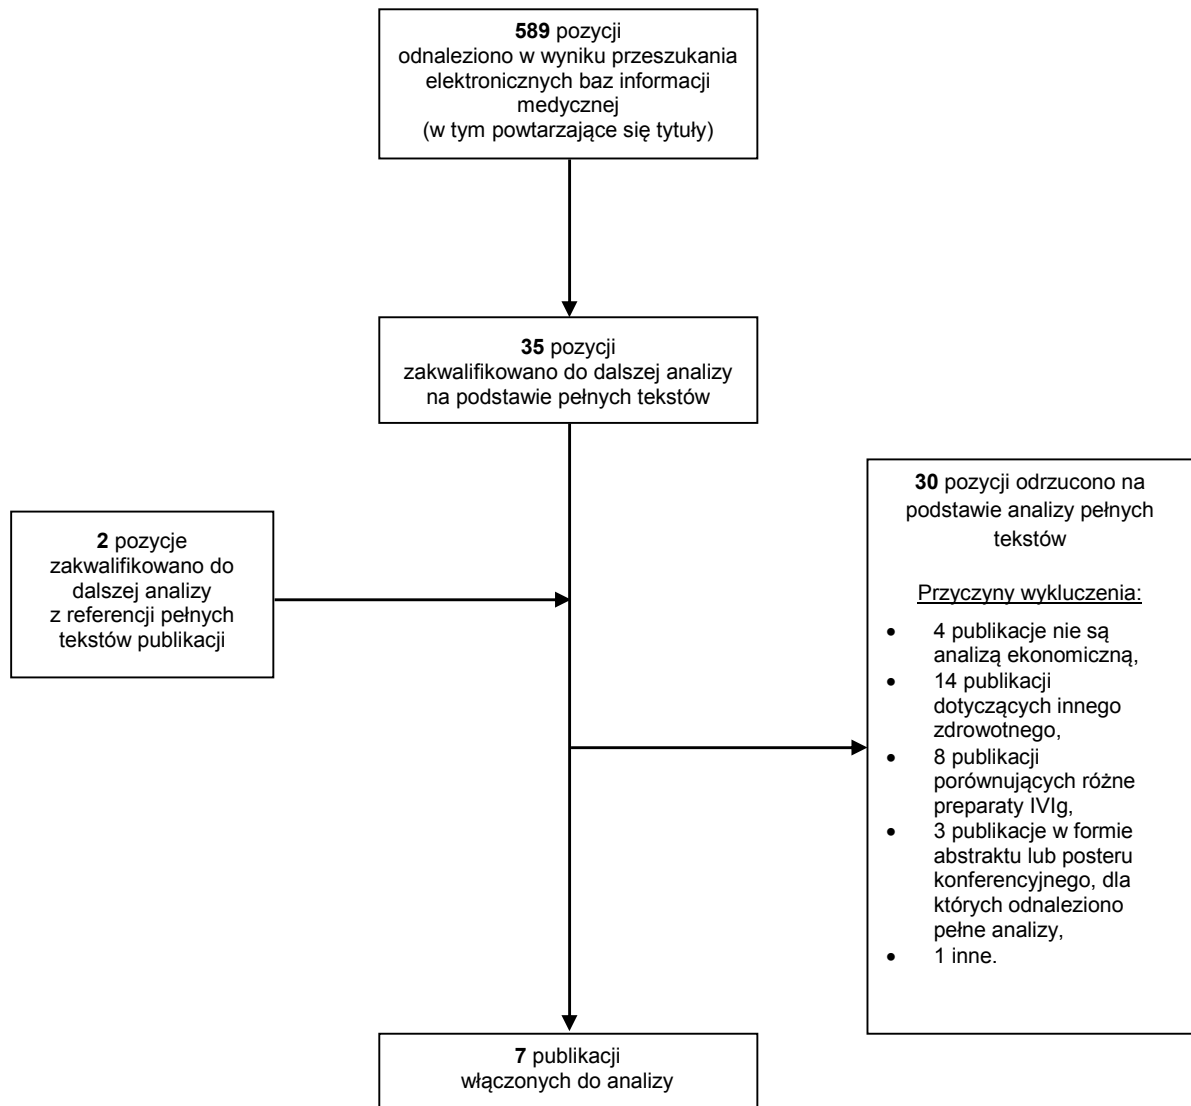 589 pozycji
odnaleziono w wyniku przeszukania
elektronicznych baz informacji
medycznej
(w tym powtarzające się tytuły)
35 pozycji
zakwalifikowano do dalszej analizy
na podstawie pełnych tekstów
2 pozycje
zakwalifikowano do
dalszej analizy
z referencji pełnych
tekstów publikacji
30 pozycji odrzucono na
podstawie analizy pełnych
tekstów
Przyczyny wykluczenia:
• 4 publikacje nie są
analizą ekonomiczną,
• 14 publikacji
dotyczących innego
zdrowotnego,
• 8 publikacji
porównujących różne
preparaty IVIg,
• 3 publikacje w formie
abstraktu lub posteru
konferencyjnego, dla
których odnaleziono
pełne analizy,
• 1 inne.
7 publikacji
włączonych do analizy